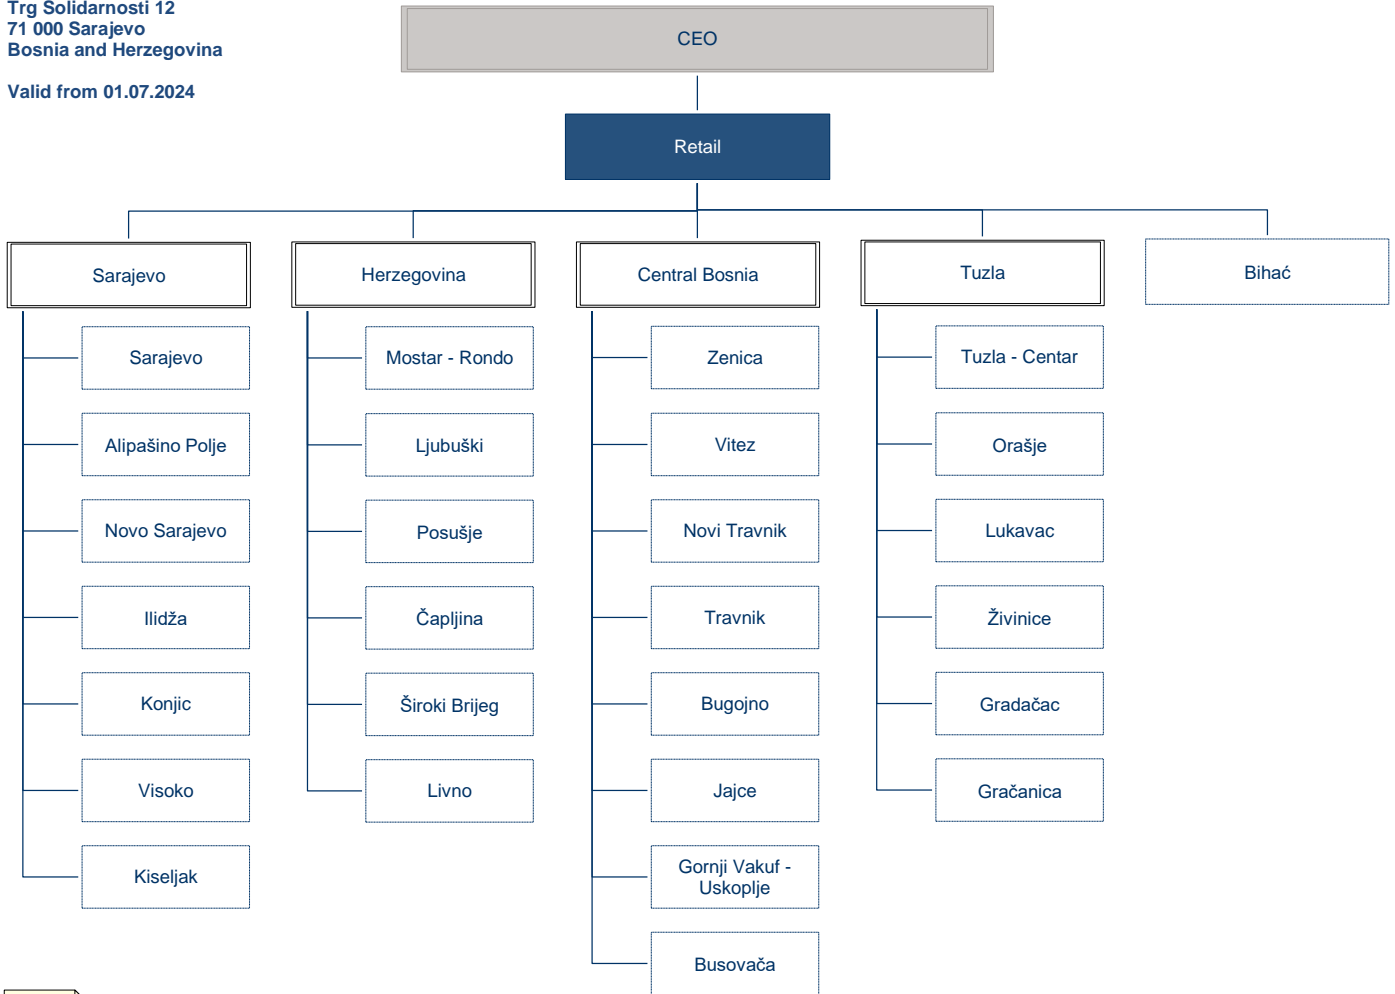 Trg Solidarnosti 12
71 000 Sarajevo
Bosnia and Herzegovina
Valid from 01.07.2024
CEO
Retail
Sarajevo
Herzegovina
Central Bosnia
Tuzla
Bihać
Sarajevo
Mostar - Rondo
Zenica
Tuzla - Centar
Alipašino Polje
Ljubuški
Vitez
Orašje
Novo Sarajevo
Posušje
Novi Travnik
Lukavac
Ilidža
Čapljina
Travnik
Živinice
Konjic
Široki Brijeg
Bugojno
Gradačac
Visoko
Livno
Jajce
Gračanica
Kiseljak
Gornji Vakuf -
Uskoplje
Busovača